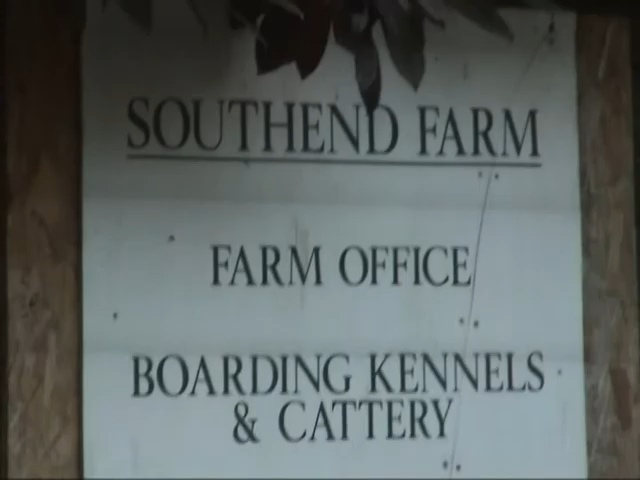 SOUTHEND FARM
FARM OFFICE
BOARDING KENNELS
& CATTERY